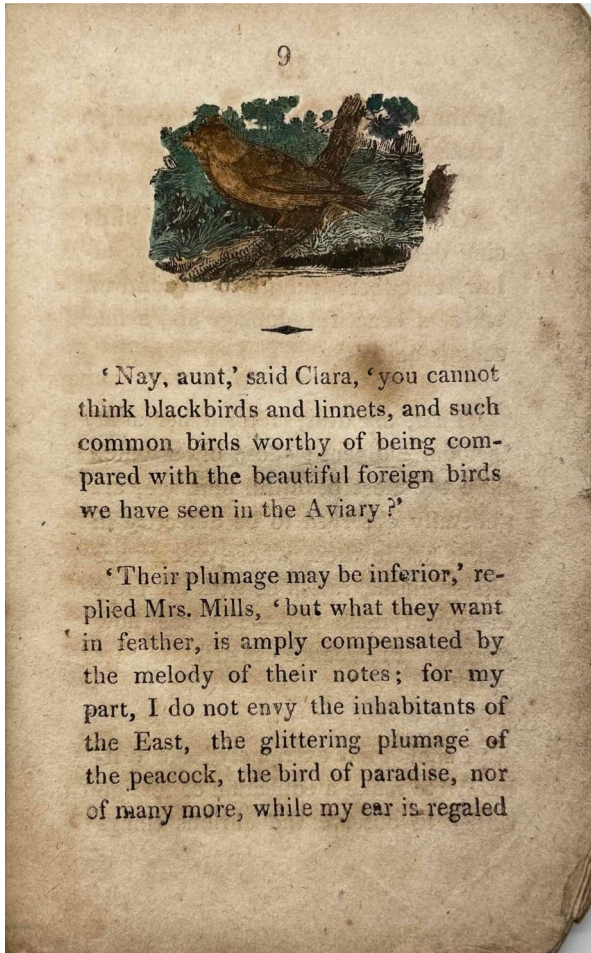 9
‘Nay, aunt,’ said Clara, ‘you cannot
think blackbirds and linnets, and such
common birds worthy of being com-
pared with the beautiful foreign birds
we have seen in the Aviary?’
‘Their plumage may be inferior,’ re-
plied Mrs. Mills, ‘but what they want
in feather, is amply compensated by
the melody of their notes; for my
part, I do not envy the inhabitants of
the East, the glittering plumage of
the peacock, the bird of paradise, nor
of many more, while my ear is regaled